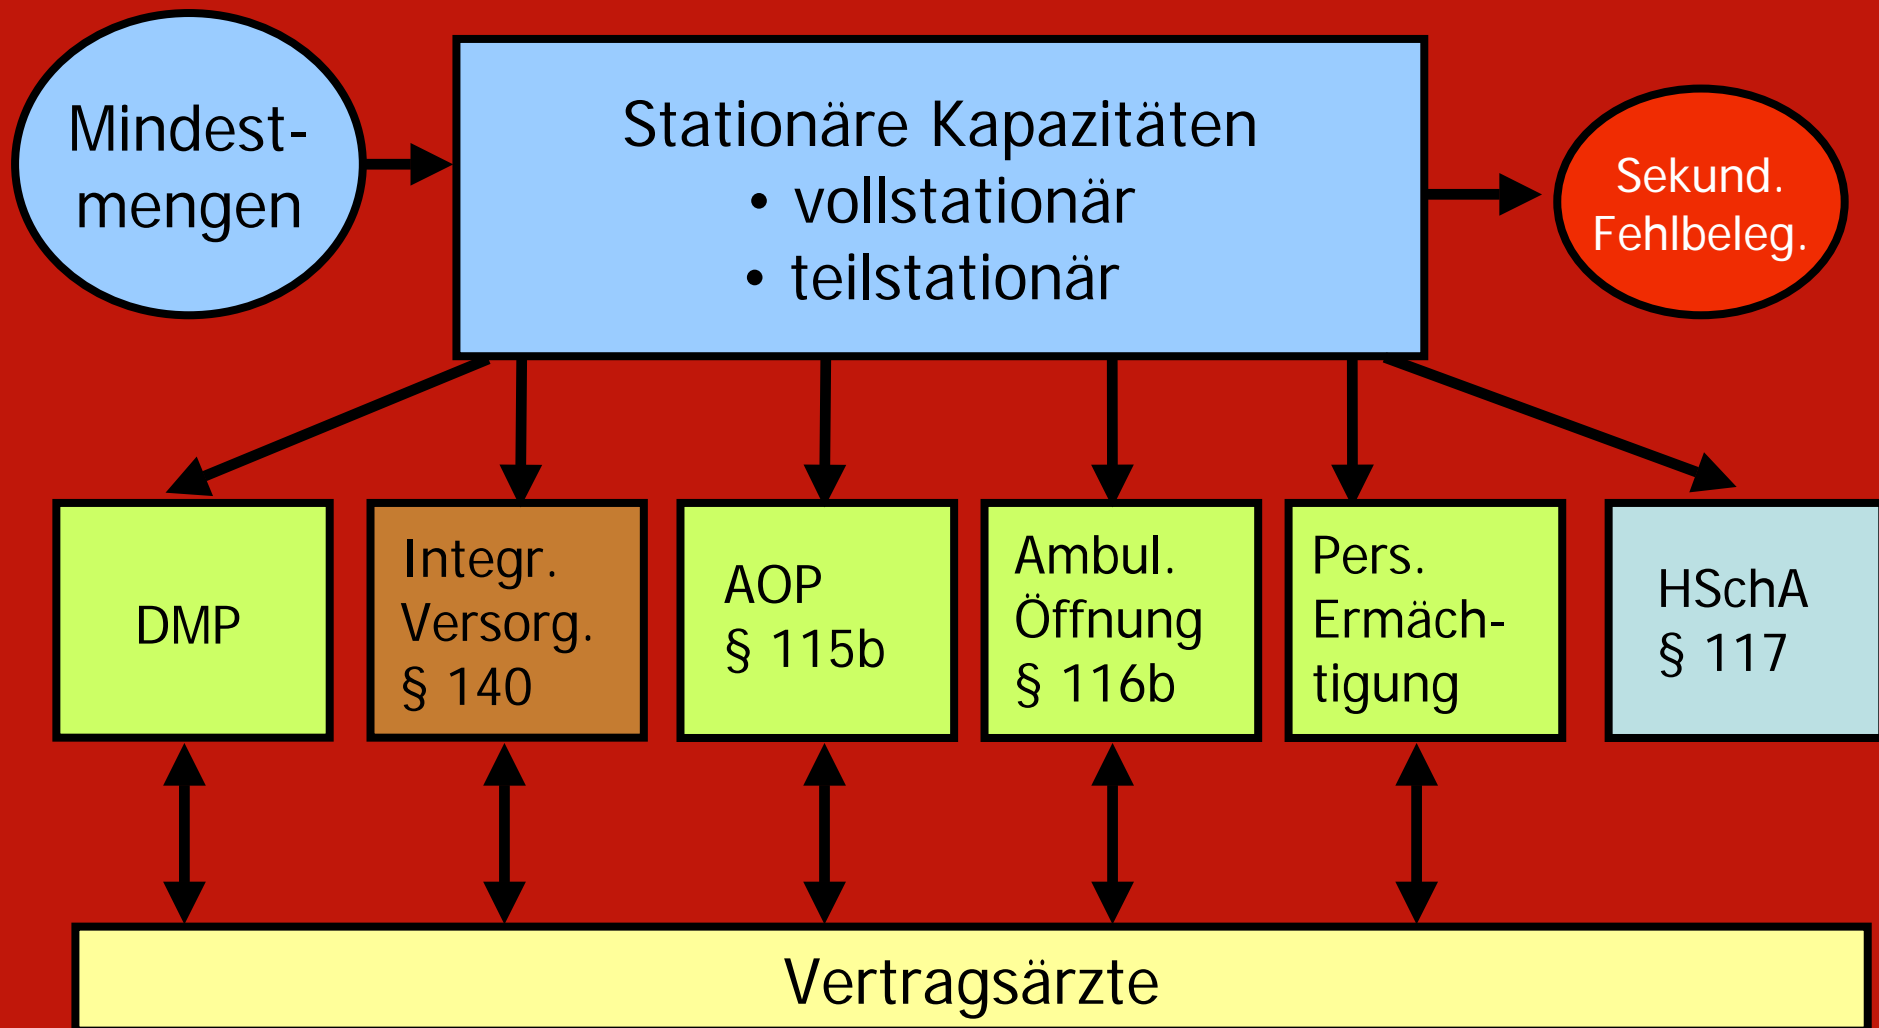 Mindest-
mengen
Stationäre Kapazitäten
• vollstationär
• teilstationär
Sekund.
Fehlbeleg.
DMP
Integr.
Versorg.
§ 140
AOP
§ 115b
Ambul.
Öffnung
§ 116b
Pers.
Ermäch-
tigung
HSchA
§ 117
Vertragsärzte